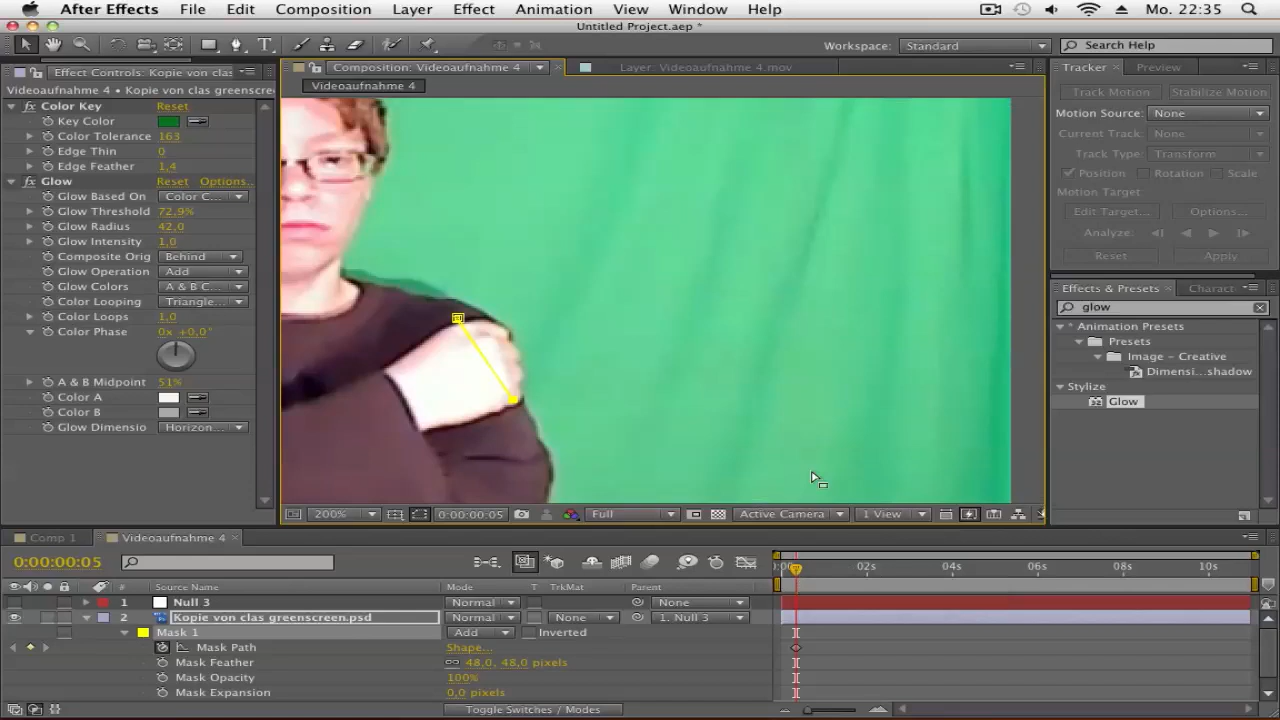 After Effects File Edit Composition Layer Effect Animation View Window Help Mo. 22:35
Untitled Project.aep *
Workspace: Standard Search Help
Effect Controls: Kopie von clas
Composition: Videoaufnahme 4
Layer: Videoaufnahme 4.mov
Tracker Preview
Videoaufnahme 4 • Kopie von clas greenscreen
Videoaufnahme 4
Color Key Reset
Key Color
Color Tolerance 163
Edge Thin 0
Edge Feather 1,4
Glow Reset Options..
Glow Based On Color C...
Glow Threshold 72,9%
Glow Radius 42,0
Glow Intensity 1,0
Composite Orig Behind
Glow Operation Add
Glow Colors A & B C...
Color Looping Triangle...
Color Loops 1,0
Color Phase 0x +0,0°
A & B Midpoint 51%
Color A
Color B
Glow Dimensio Horizon...
Track Motion Stabilize Motion
Motion Source: None
Current Track: None
Track Type: Transform
Position Rotation Scale
Motion Target
Edit Target... Options...
Analyze:
Reset Apply
Effects & Presets Charact
glow
* Animation Presets
Presets
Image - Creative
Dimensi...shadow
Stylize
Glow
200% 0:00:00:05 Full Active Camera 1 View
Comp 1 Videoaufnahme 4
0:00:00:05
02s 04s 06s 08s 10s
# Source Name Mode T TrkMat Parent
1 Null 3 Normal None
2 Kopie von clas greenscreen.psd Normal None 1. Null 3
Mask 1 Add Inverted
Mask Path Shape...
Mask Feather 48,0, 48,0 pixels
Mask Opacity 100%
Mask Expansion 0,0 pixels
Toggle Switches / Modes